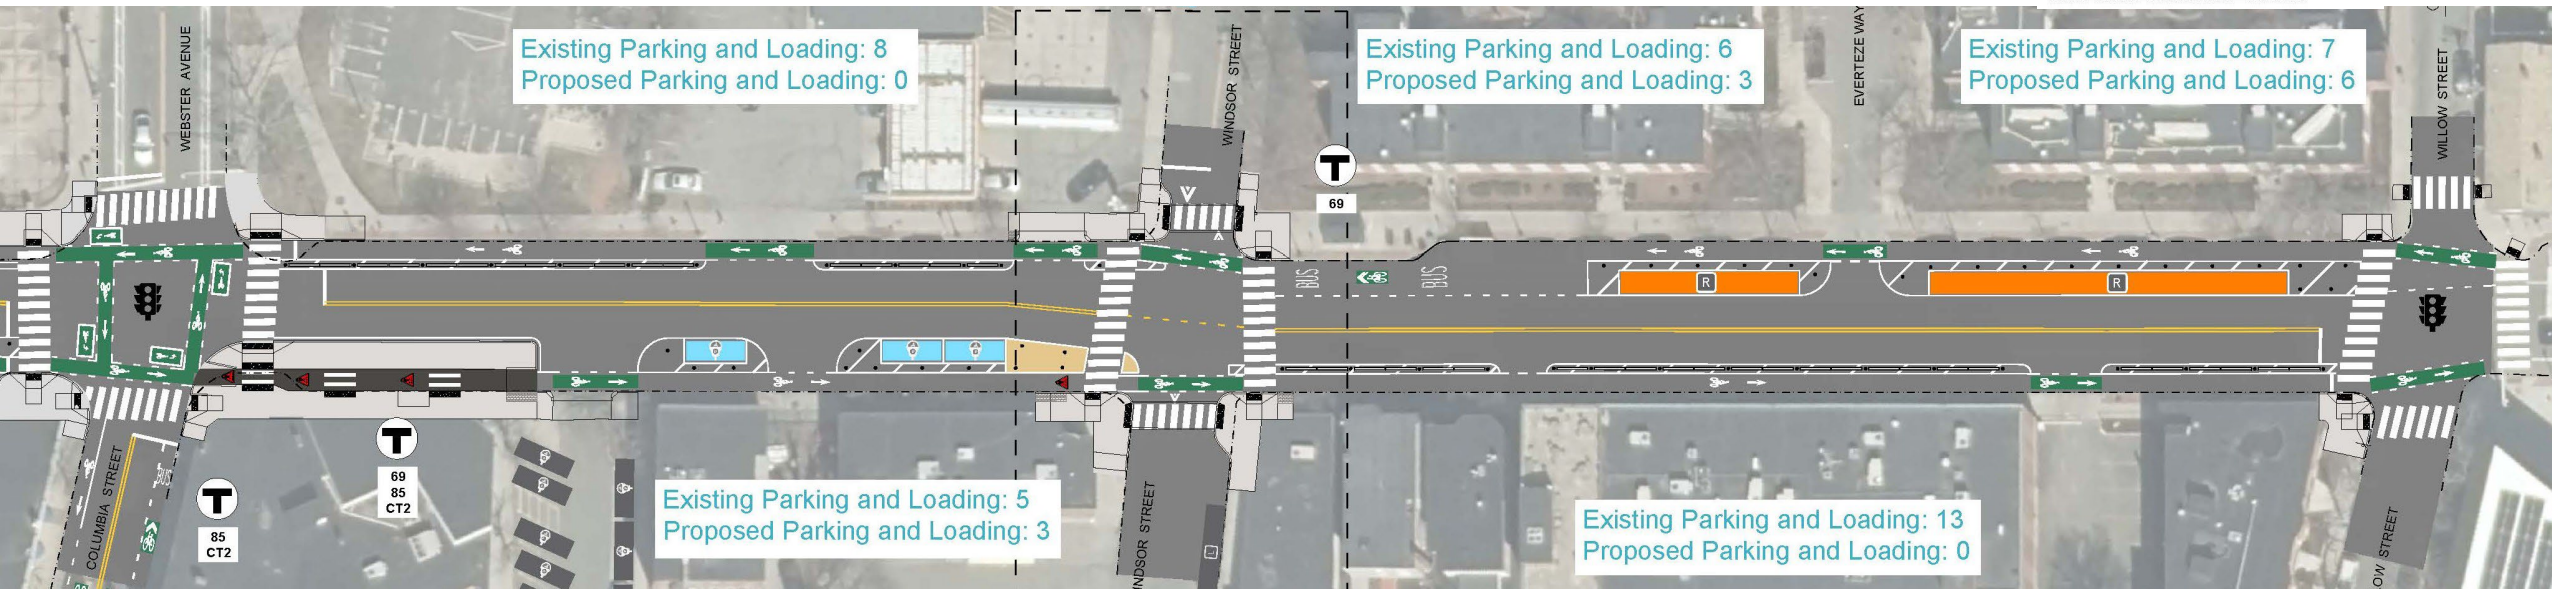 WEBSTER AVENUE
Existing Parking and Loading: 8
Proposed Parking and Loading: 0
WINDSOR STREET
Existing Parking and Loading: 6
Proposed Parking and Loading: 3
EVERTEZE WAY
Existing Parking and Loading: 7
Proposed Parking and Loading: 6
WILLOW STREET
T
69
BUS
BUS
R
R
COLUMBIA STREET
BUS
T
85
CT2
T
69
85
CT2
Existing Parking and Loading: 5
Proposed Parking and Loading: 3
NDSOR STREET
L
Existing Parking and Loading: 13
Proposed Parking and Loading: 0
OW STREET